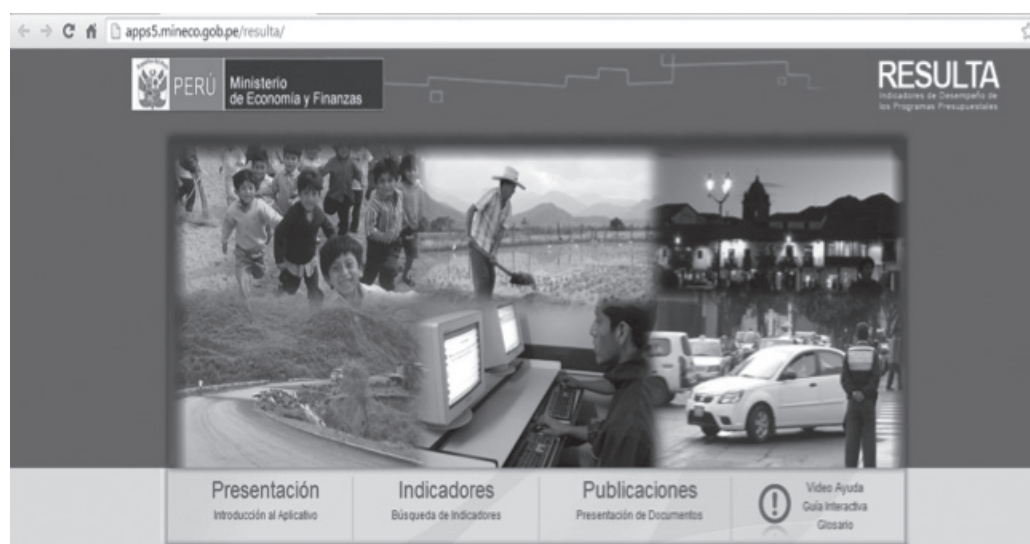 apps5.mineco.gob.pe/resulta/
PERÚ
Ministerio
de Economía y Finanzas
RESULTA
Indicadores de Desempeño de
los Programas Presupuestales
Presentación
Introducción al Aplicativo
Indicadores
Búsqueda de Indicadores
Publicaciones
Presentación de Documentos
Video Ayuda
Guía Interactiva
Glosario